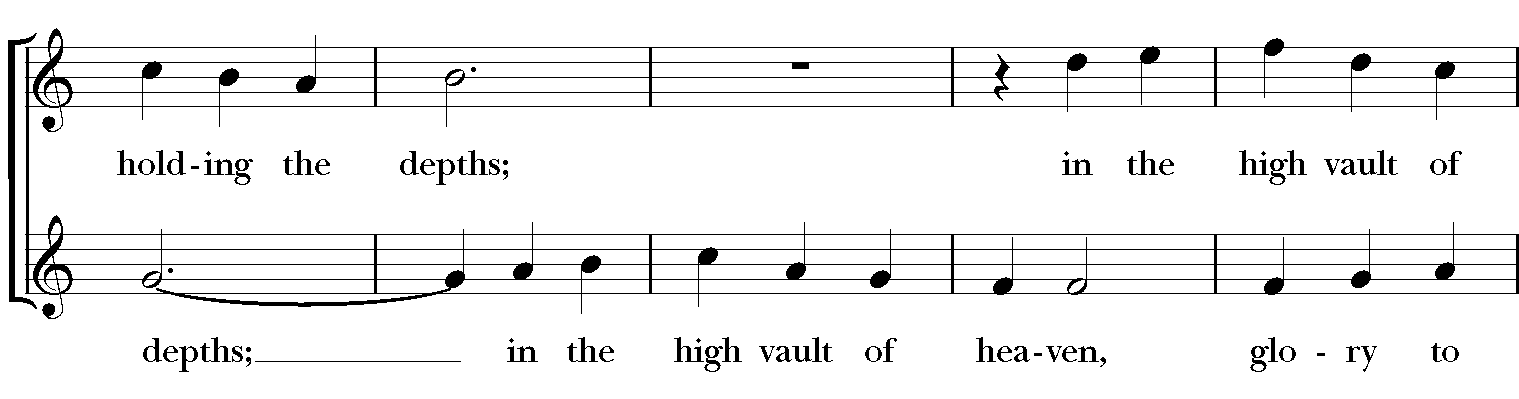 hold-ing the depths; in the high vault of
depths; in the high vault of hea-ven, glo - ry to